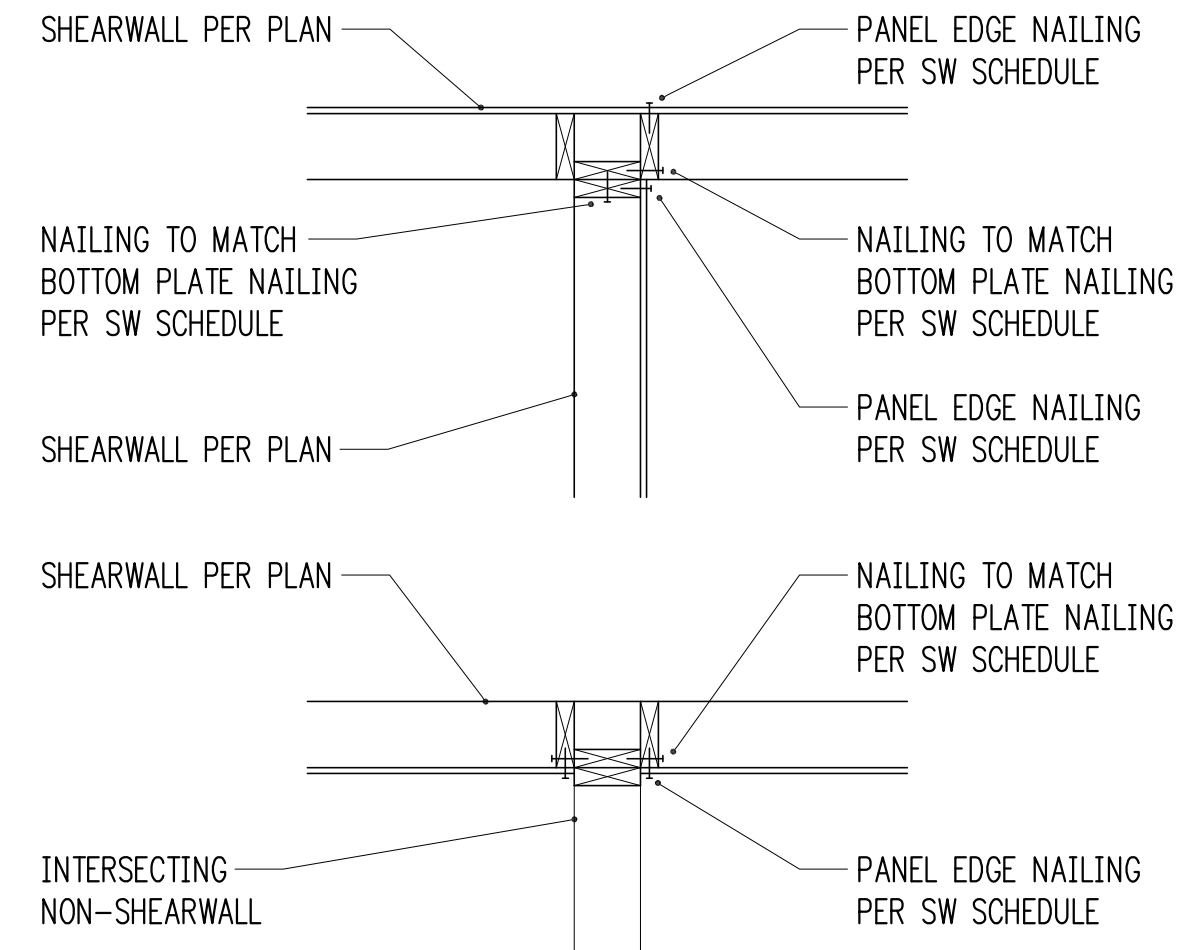 SHEARWALL PER PLAN
PANEL EDGE NAILING
PER SW SCHEDULE
NAILING TO MATCH
BOTTOM PLATE NAILING
PER SW SCHEDULE
NAILING TO MATCH
BOTTOM PLATE NAILING
PER SW SCHEDULE
SHEARWALL PER PLAN
PANEL EDGE NAILING
PER SW SCHEDULE
SHEARWALL PER PLAN
NAILING TO MATCH
BOTTOM PLATE NAILING
PER SW SCHEDULE
INTERSECTING
NON-SHEARWALL
PANEL EDGE NAILING
PER SW SCHEDULE